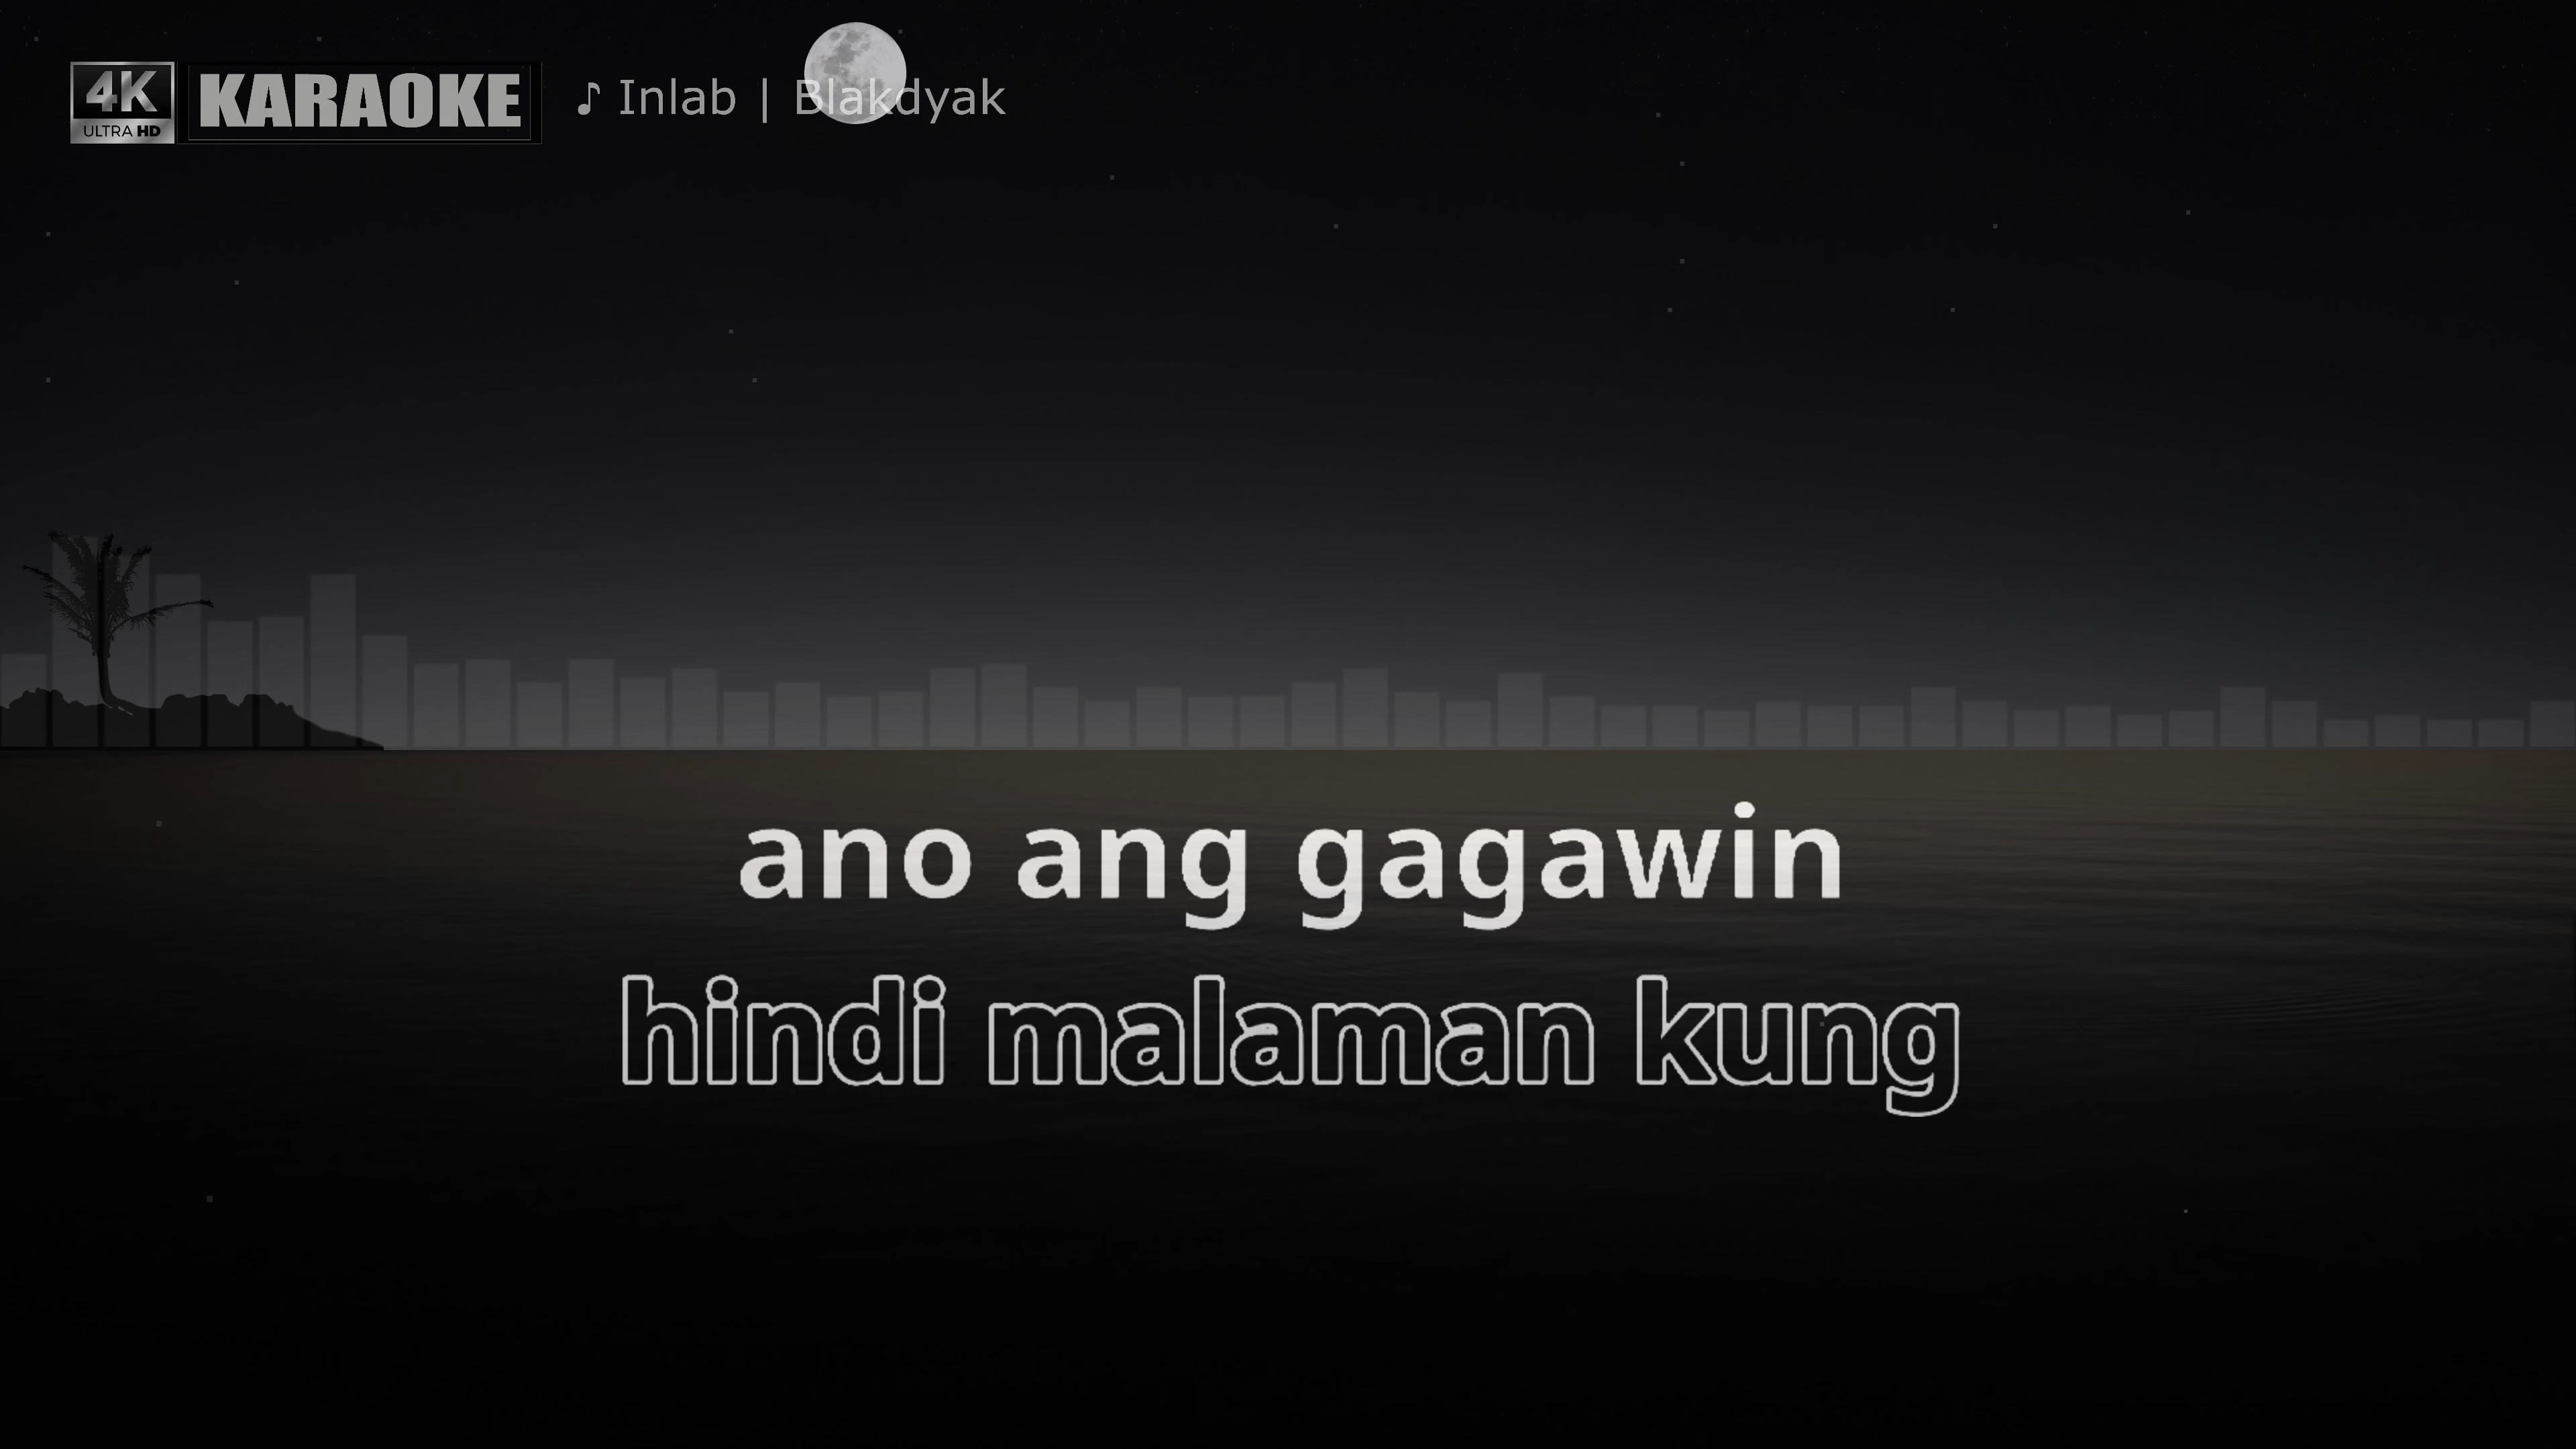 4K
ULTRA HD
KARAOKE
♪ Inlab | Blakdyak
ano ang gagawin
hindi malaman kung